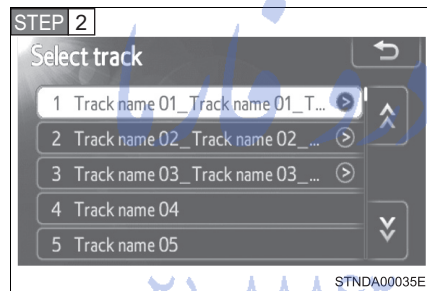 STEP 2
Select track
1 Track name 01_Track name 01_T...
2 Track name 02_Track name 02_...
3 Track name 03_Track name 03_...
4 Track name 04
5 Track name 05
STNDA00035E